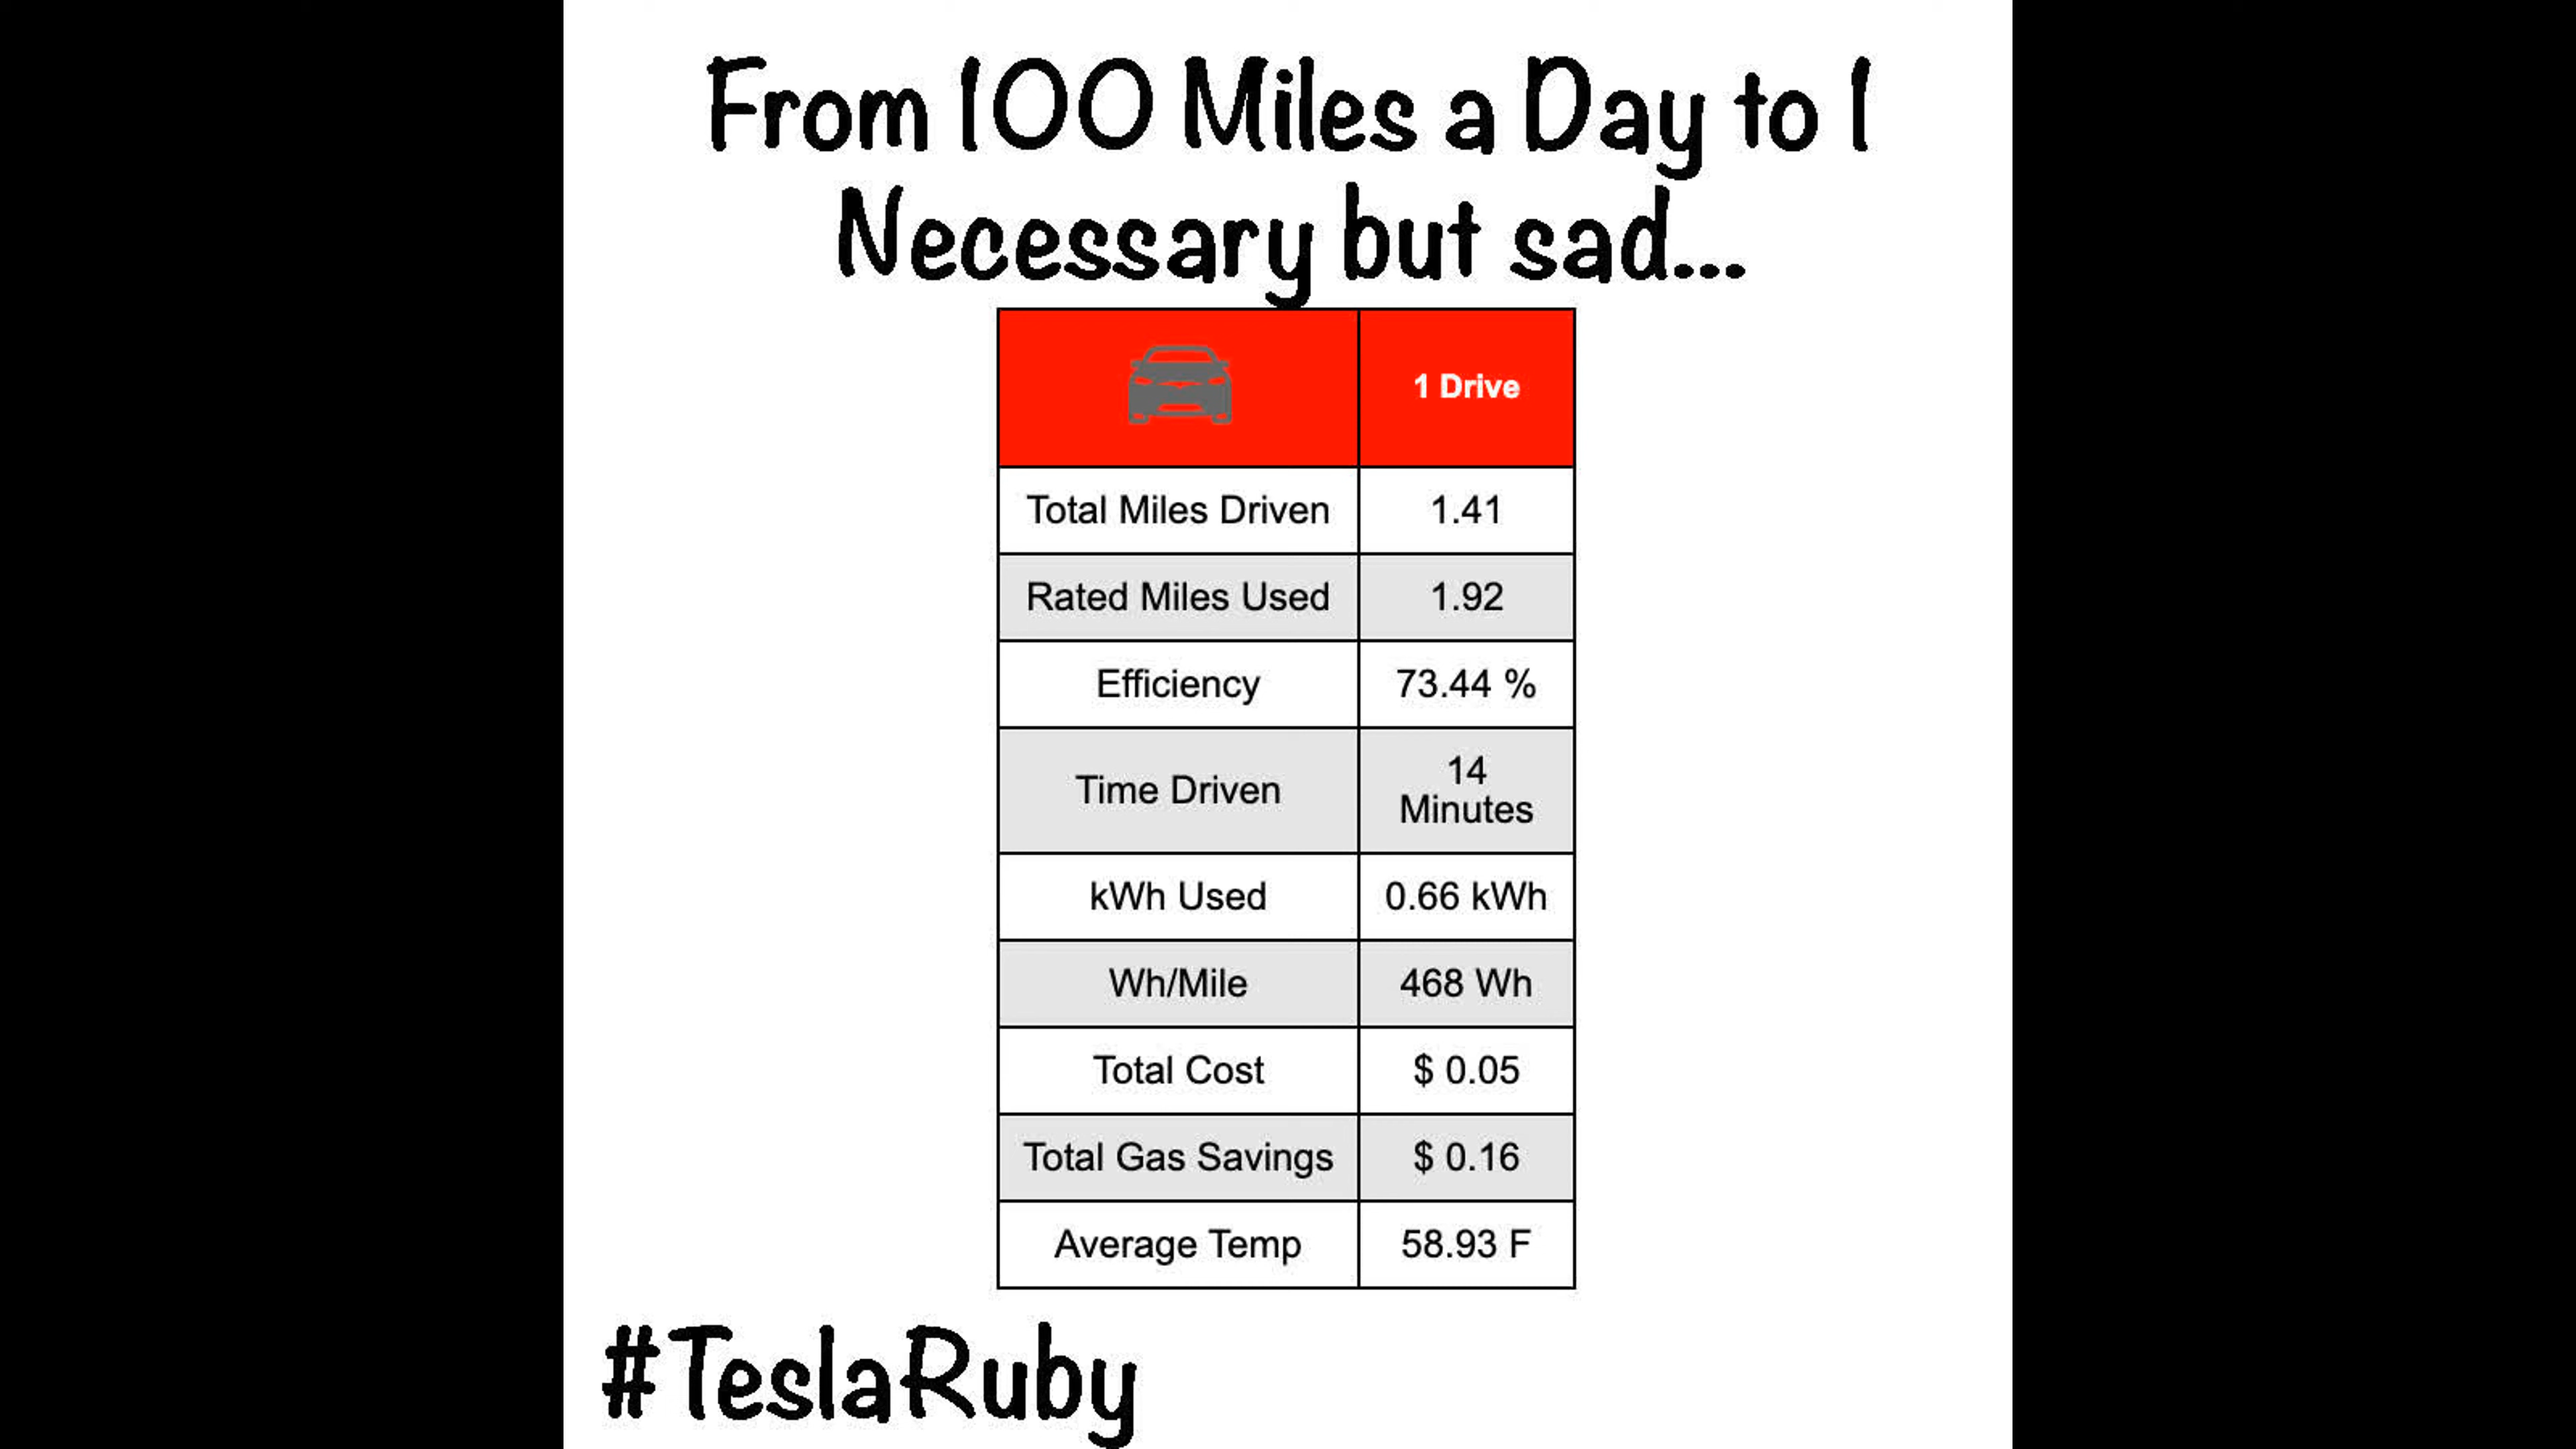 From 100 Miles a Day to 1
Necessary but sad...
1 Drive
Total Miles Driven 1.41
Rated Miles Used 1.92
Efficiency 73.44 %
Time Driven 14 Minutes
kWh Used 0.66 kWh
Wh/Mile 468 Wh
Total Cost $ 0.05
Total Gas Savings $ 0.16
Average Temp 58.93 F
#TeslaRuby